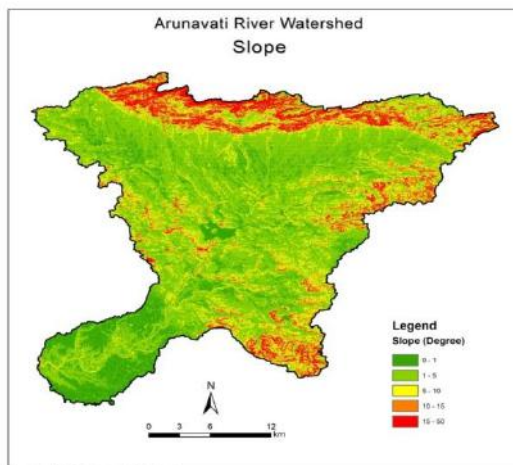 Arunavati River Watershed
Slope
Legend
Slope (Degree)
0 - 1
1 - 5
5 - 10
10 - 15
15 - 50
N
0 3 6 12
km